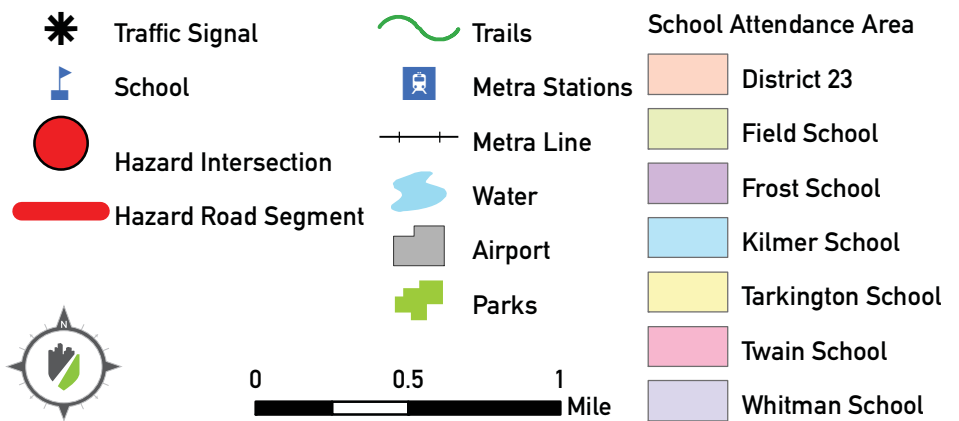 Traffic Signal
School
Hazard Intersection
Hazard Road Segment
Trails
Metra Stations
Metra Line
Water
Airport
Parks
School Attendance Area
District 23
Field School
Frost School
Kilmer School
Tarkington School
Twain School
Whitman School
N
0 0.5 1
Mile